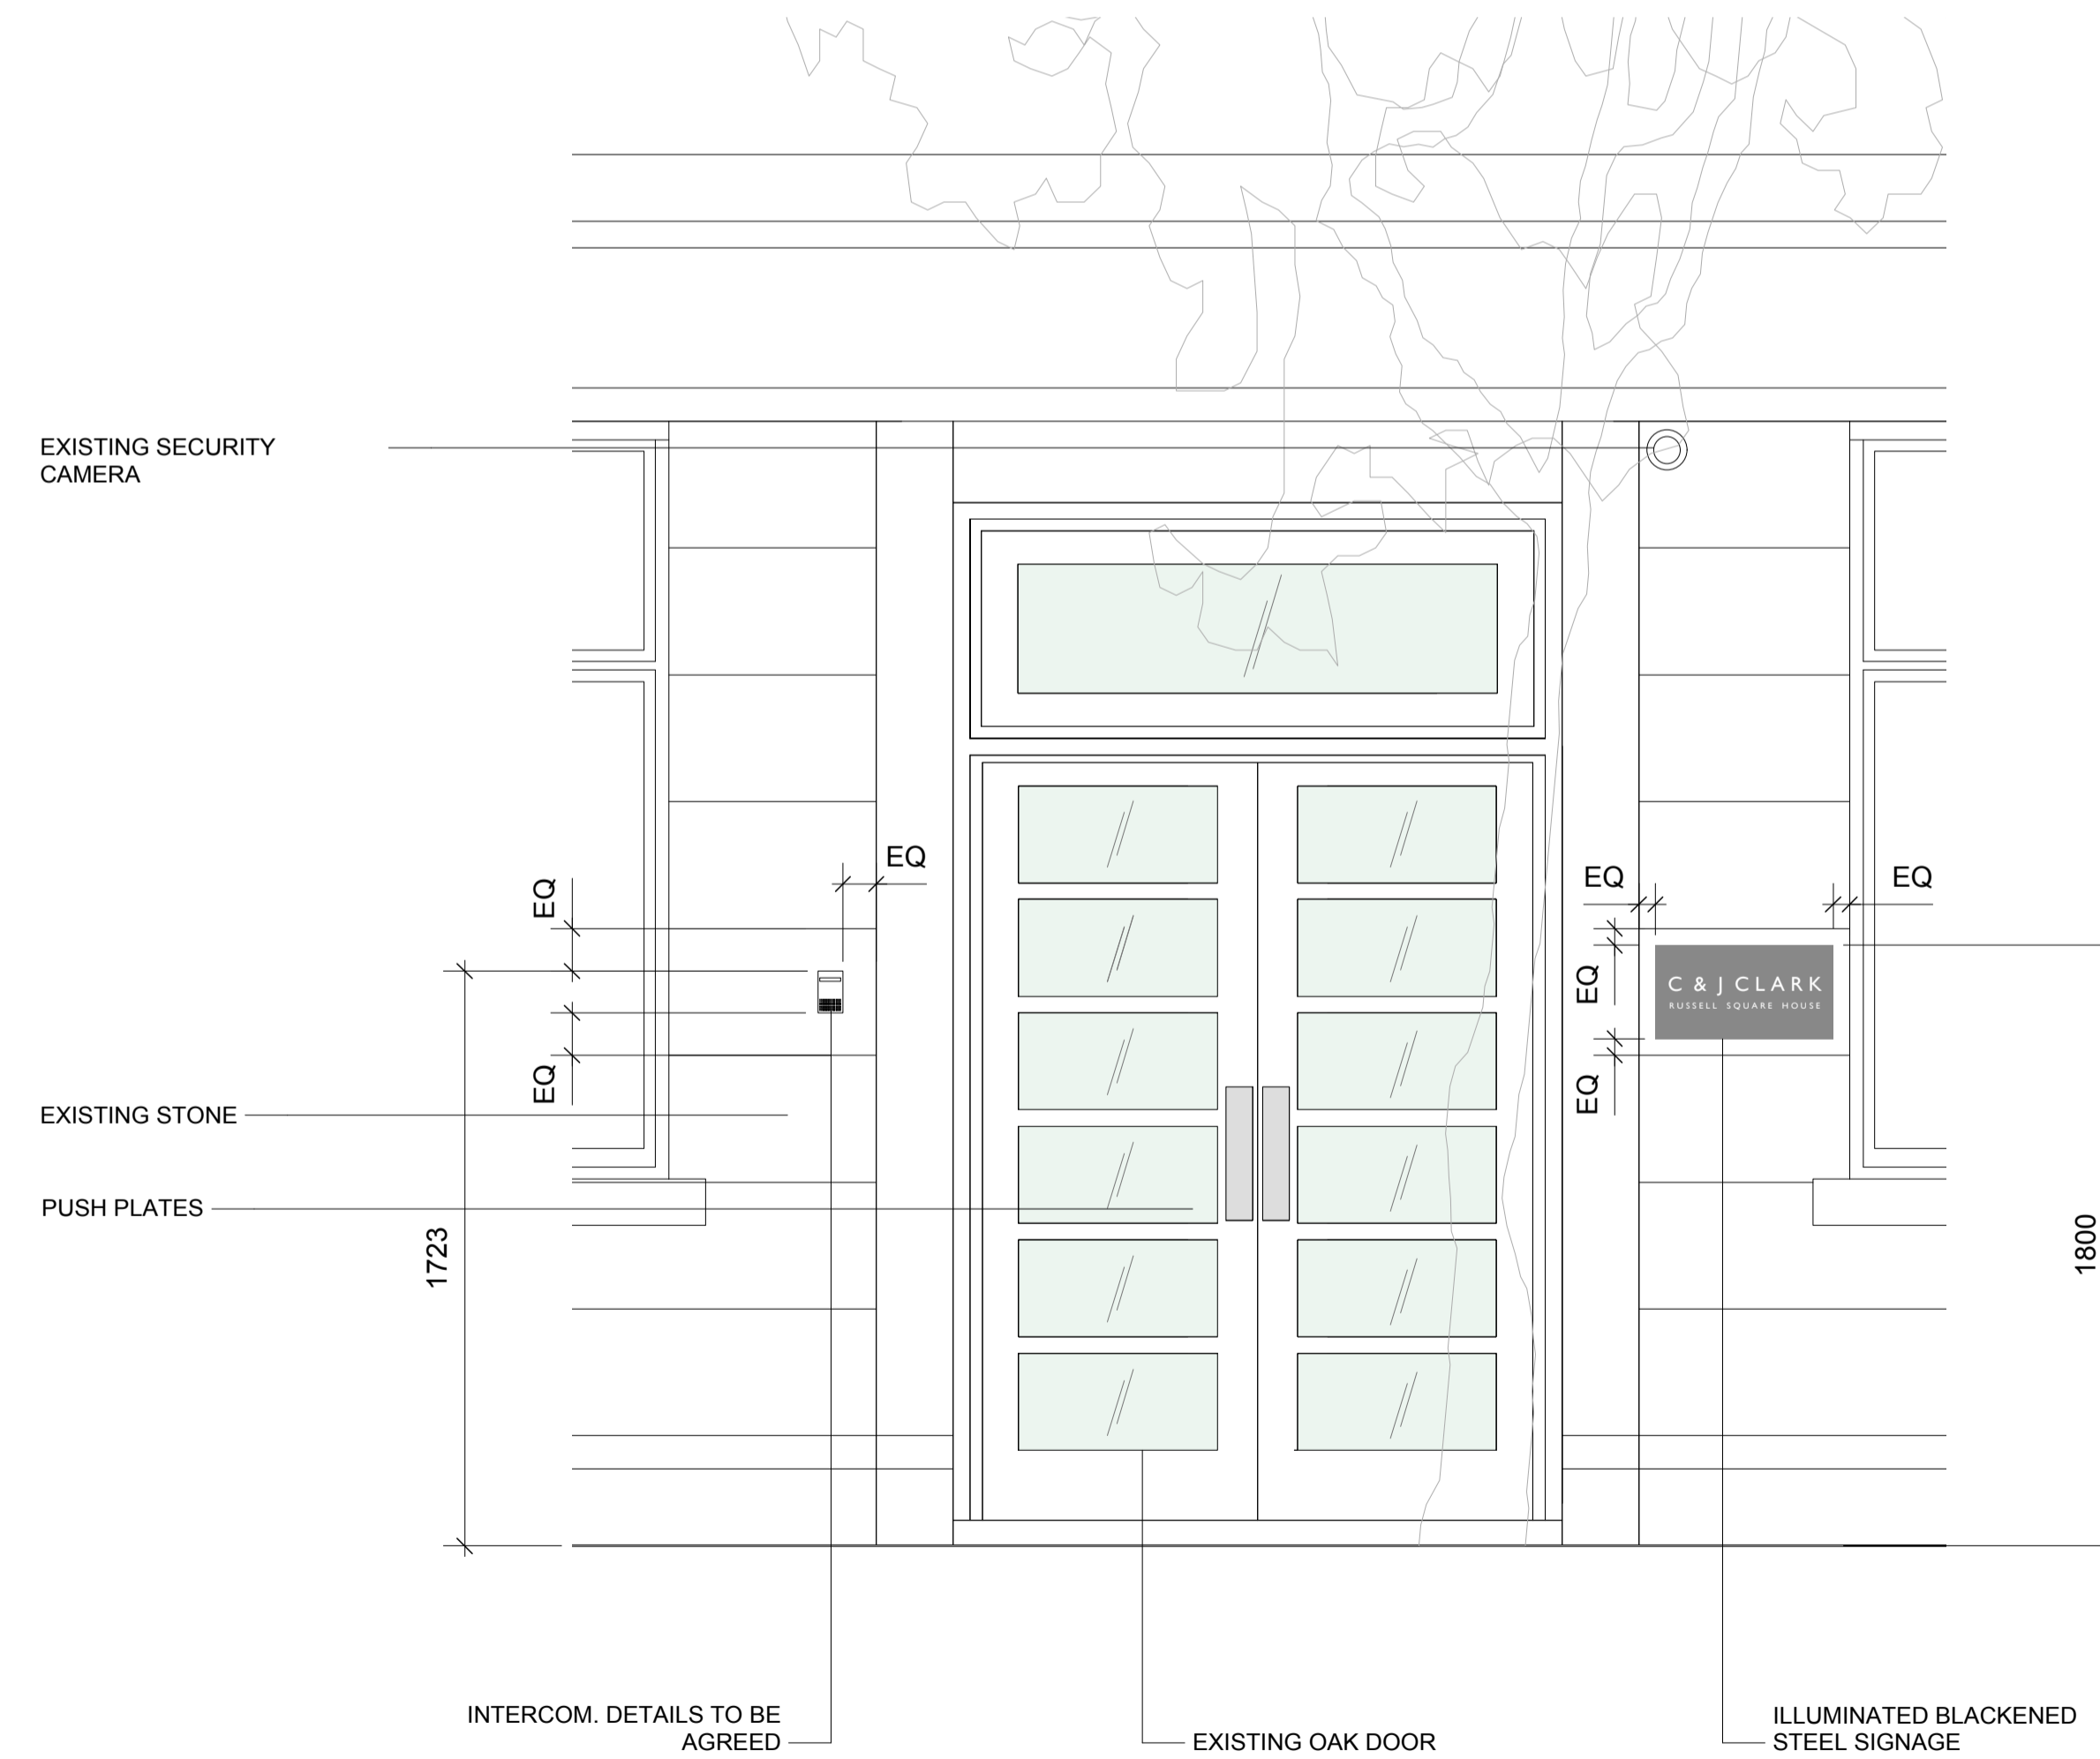 EXISTING SECURITY
CAMERA
EQ
EQ
EQ
EQ
EQ
C & J CLARK
RUSSELL SQUARE HOUSE
EQ
EQ
EQ
EXISTING STONE
PUSH PLATES
1723
1800
INTERCOM. DETAILS TO BE
AGREED
EXISTING OAK DOOR
ILLUMINATED BLACKENED
STEEL SIGNAGE